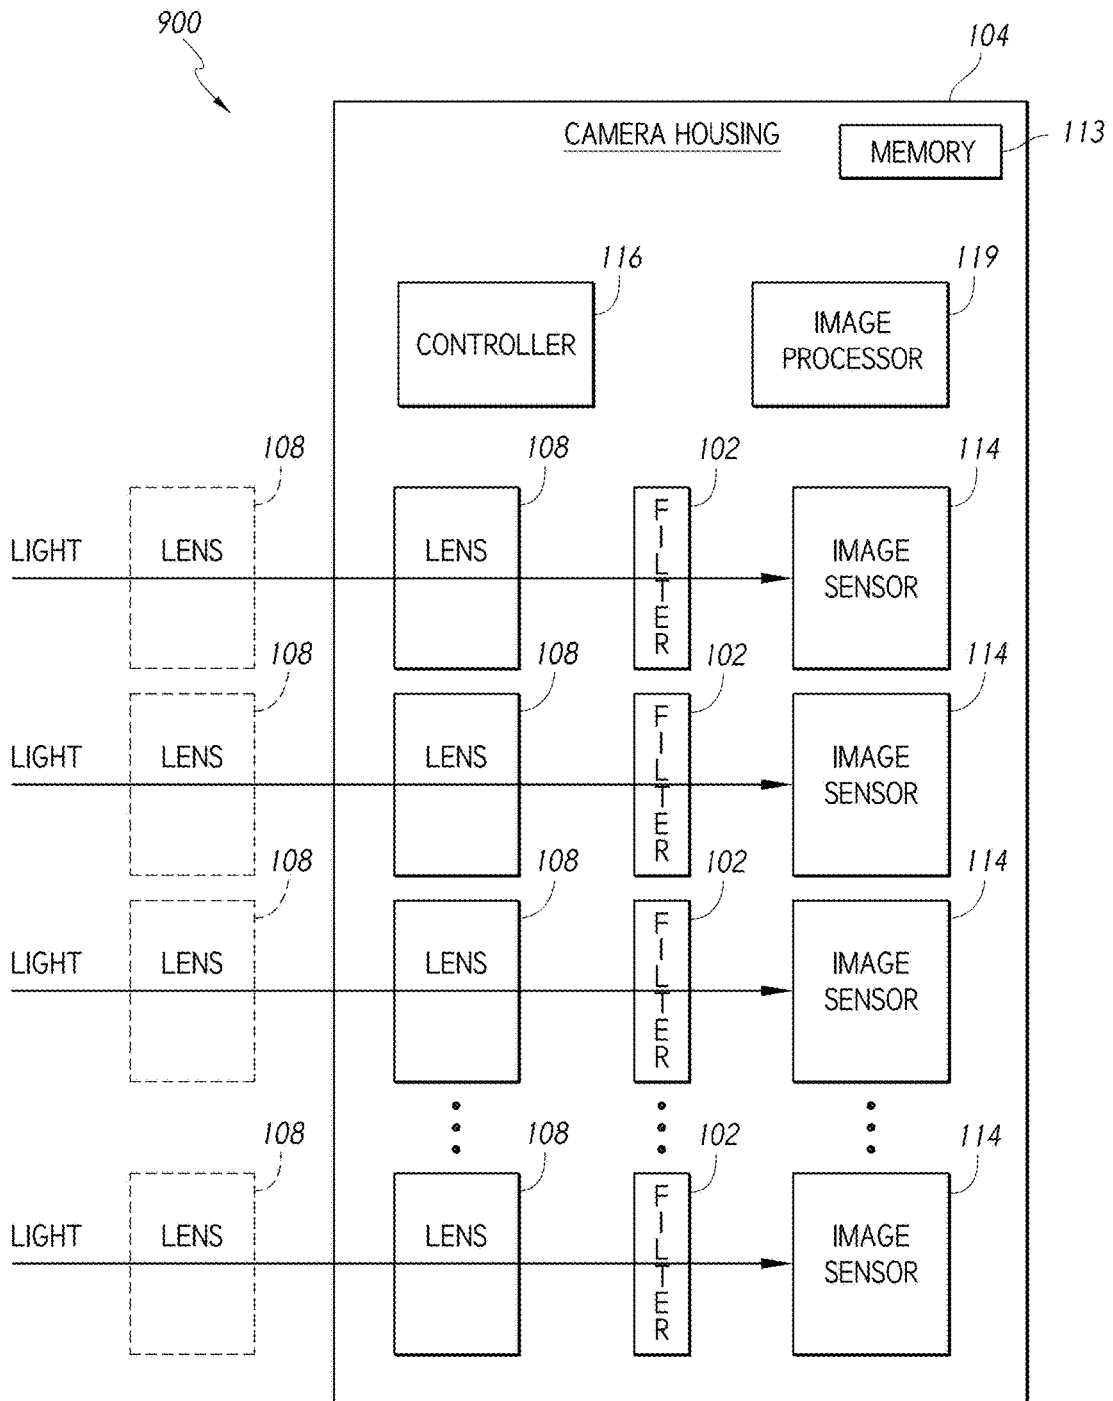 900
104
CAMERA HOUSING
MEMORY
113
116
119
CONTROLLER
IMAGE
PROCESSOR
108
108
102
114
LIGHT
LENS
LENS
FILTER
IMAGE
SENSOR
108
108
102
114
LIGHT
LENS
LENS
FILTER
IMAGE
SENSOR
108
108
102
114
LIGHT
LENS
LENS
FILTER
IMAGE
SENSOR
108
108
102
114
LIGHT
LENS
LENS
FILTER
IMAGE
SENSOR